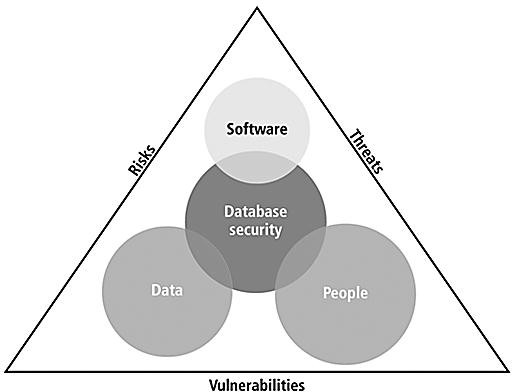 Software
Risks
Threats
Database
security
Data
People
Vulnerabilities